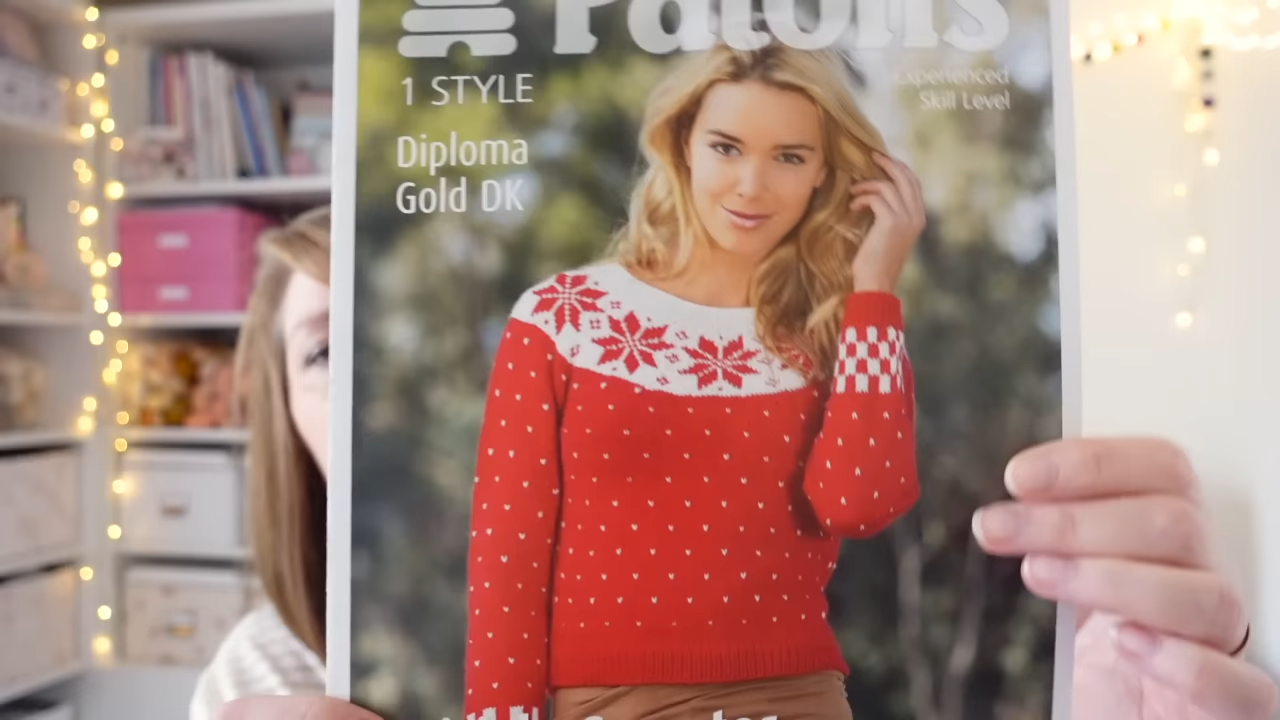 Patons
1 STYLE
Experienced
Skill Level
Diploma
Gold DK